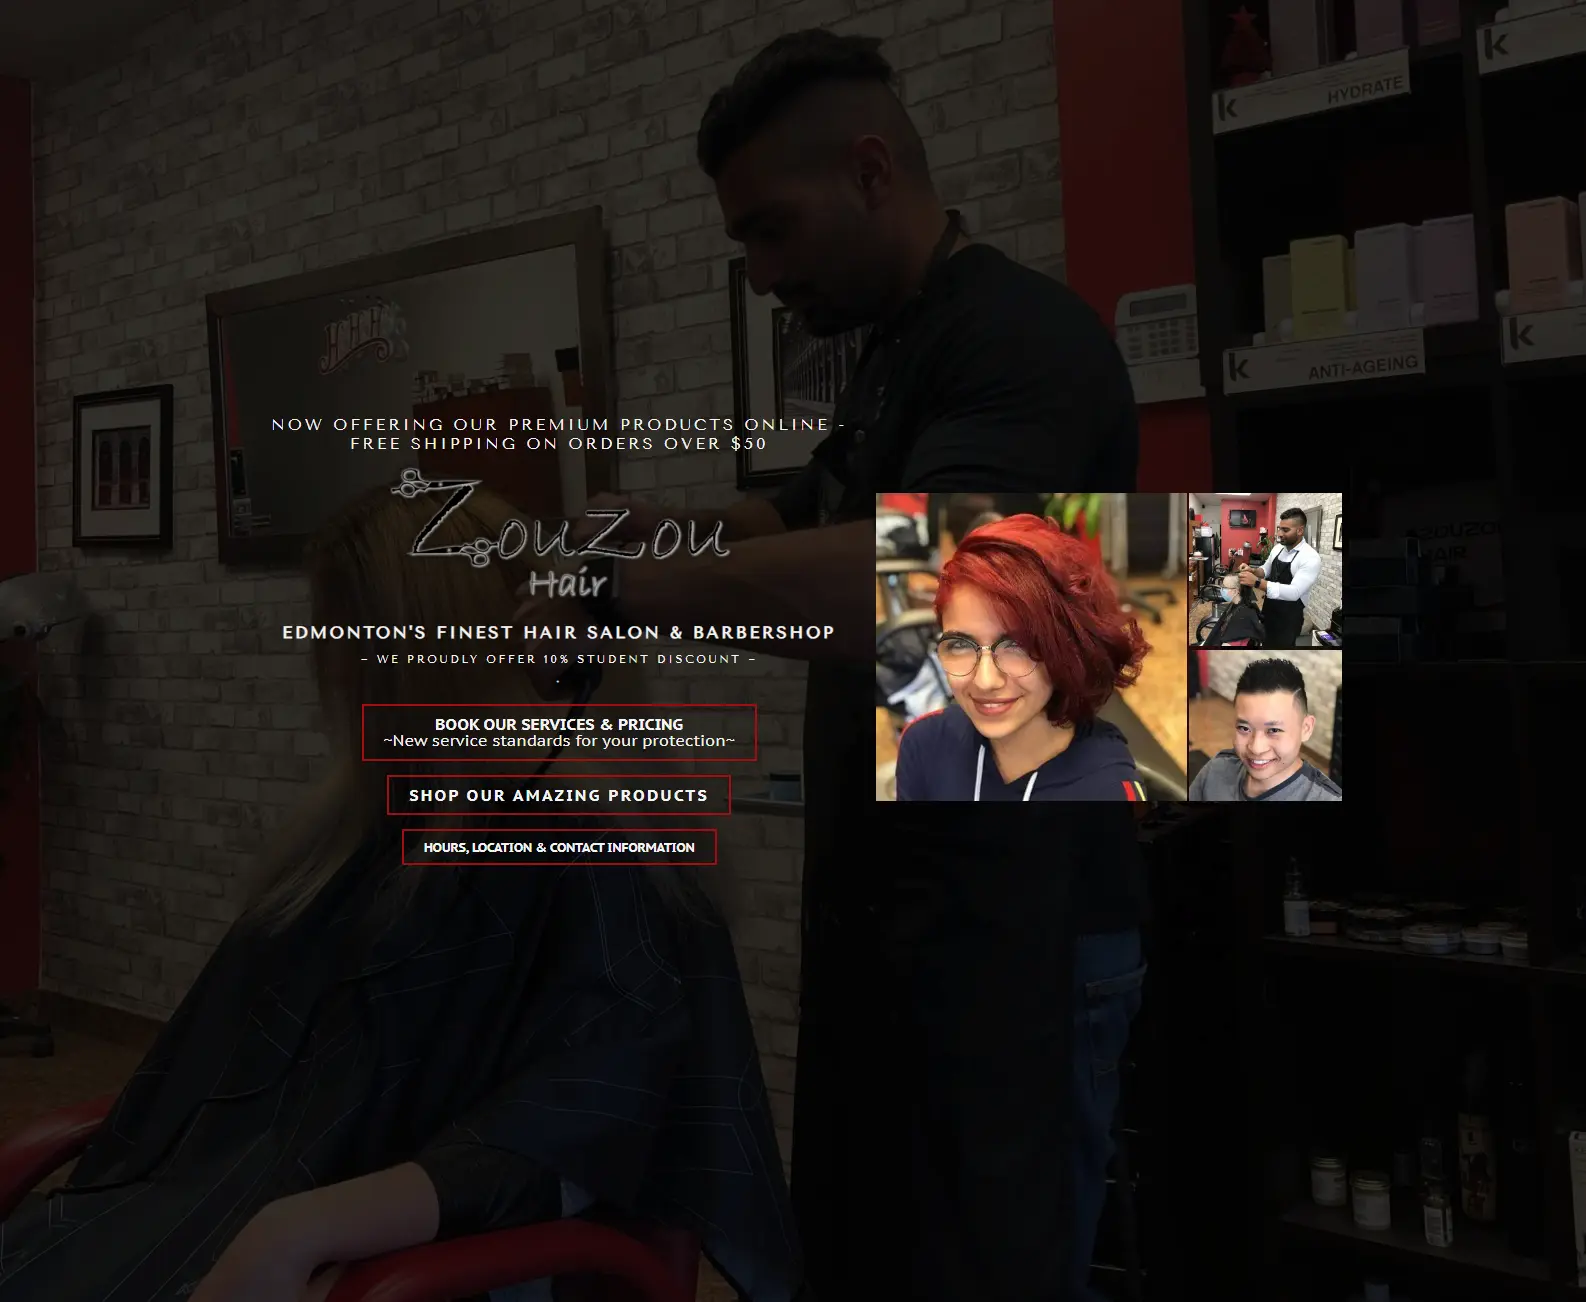 NOW OFFERING OUR PREMIUM PRODUCTS ONLINE -
FREE SHIPPING ON ORDERS OVER $50
ZouZou
Hair
EDMONTON'S FINEST HAIR SALON & BARBERSHOP
~ WE PROUDLY OFFER 10% STUDENT DISCOUNT ~
.
BOOK OUR SERVICES & PRICING
~New service standards for your protection~
SHOP OUR AMAZING PRODUCTS
HOURS, LOCATION & CONTACT INFORMATION
k HYDRATE
k
k ANTI-AGEING
k
ZOUZOU
HAIR